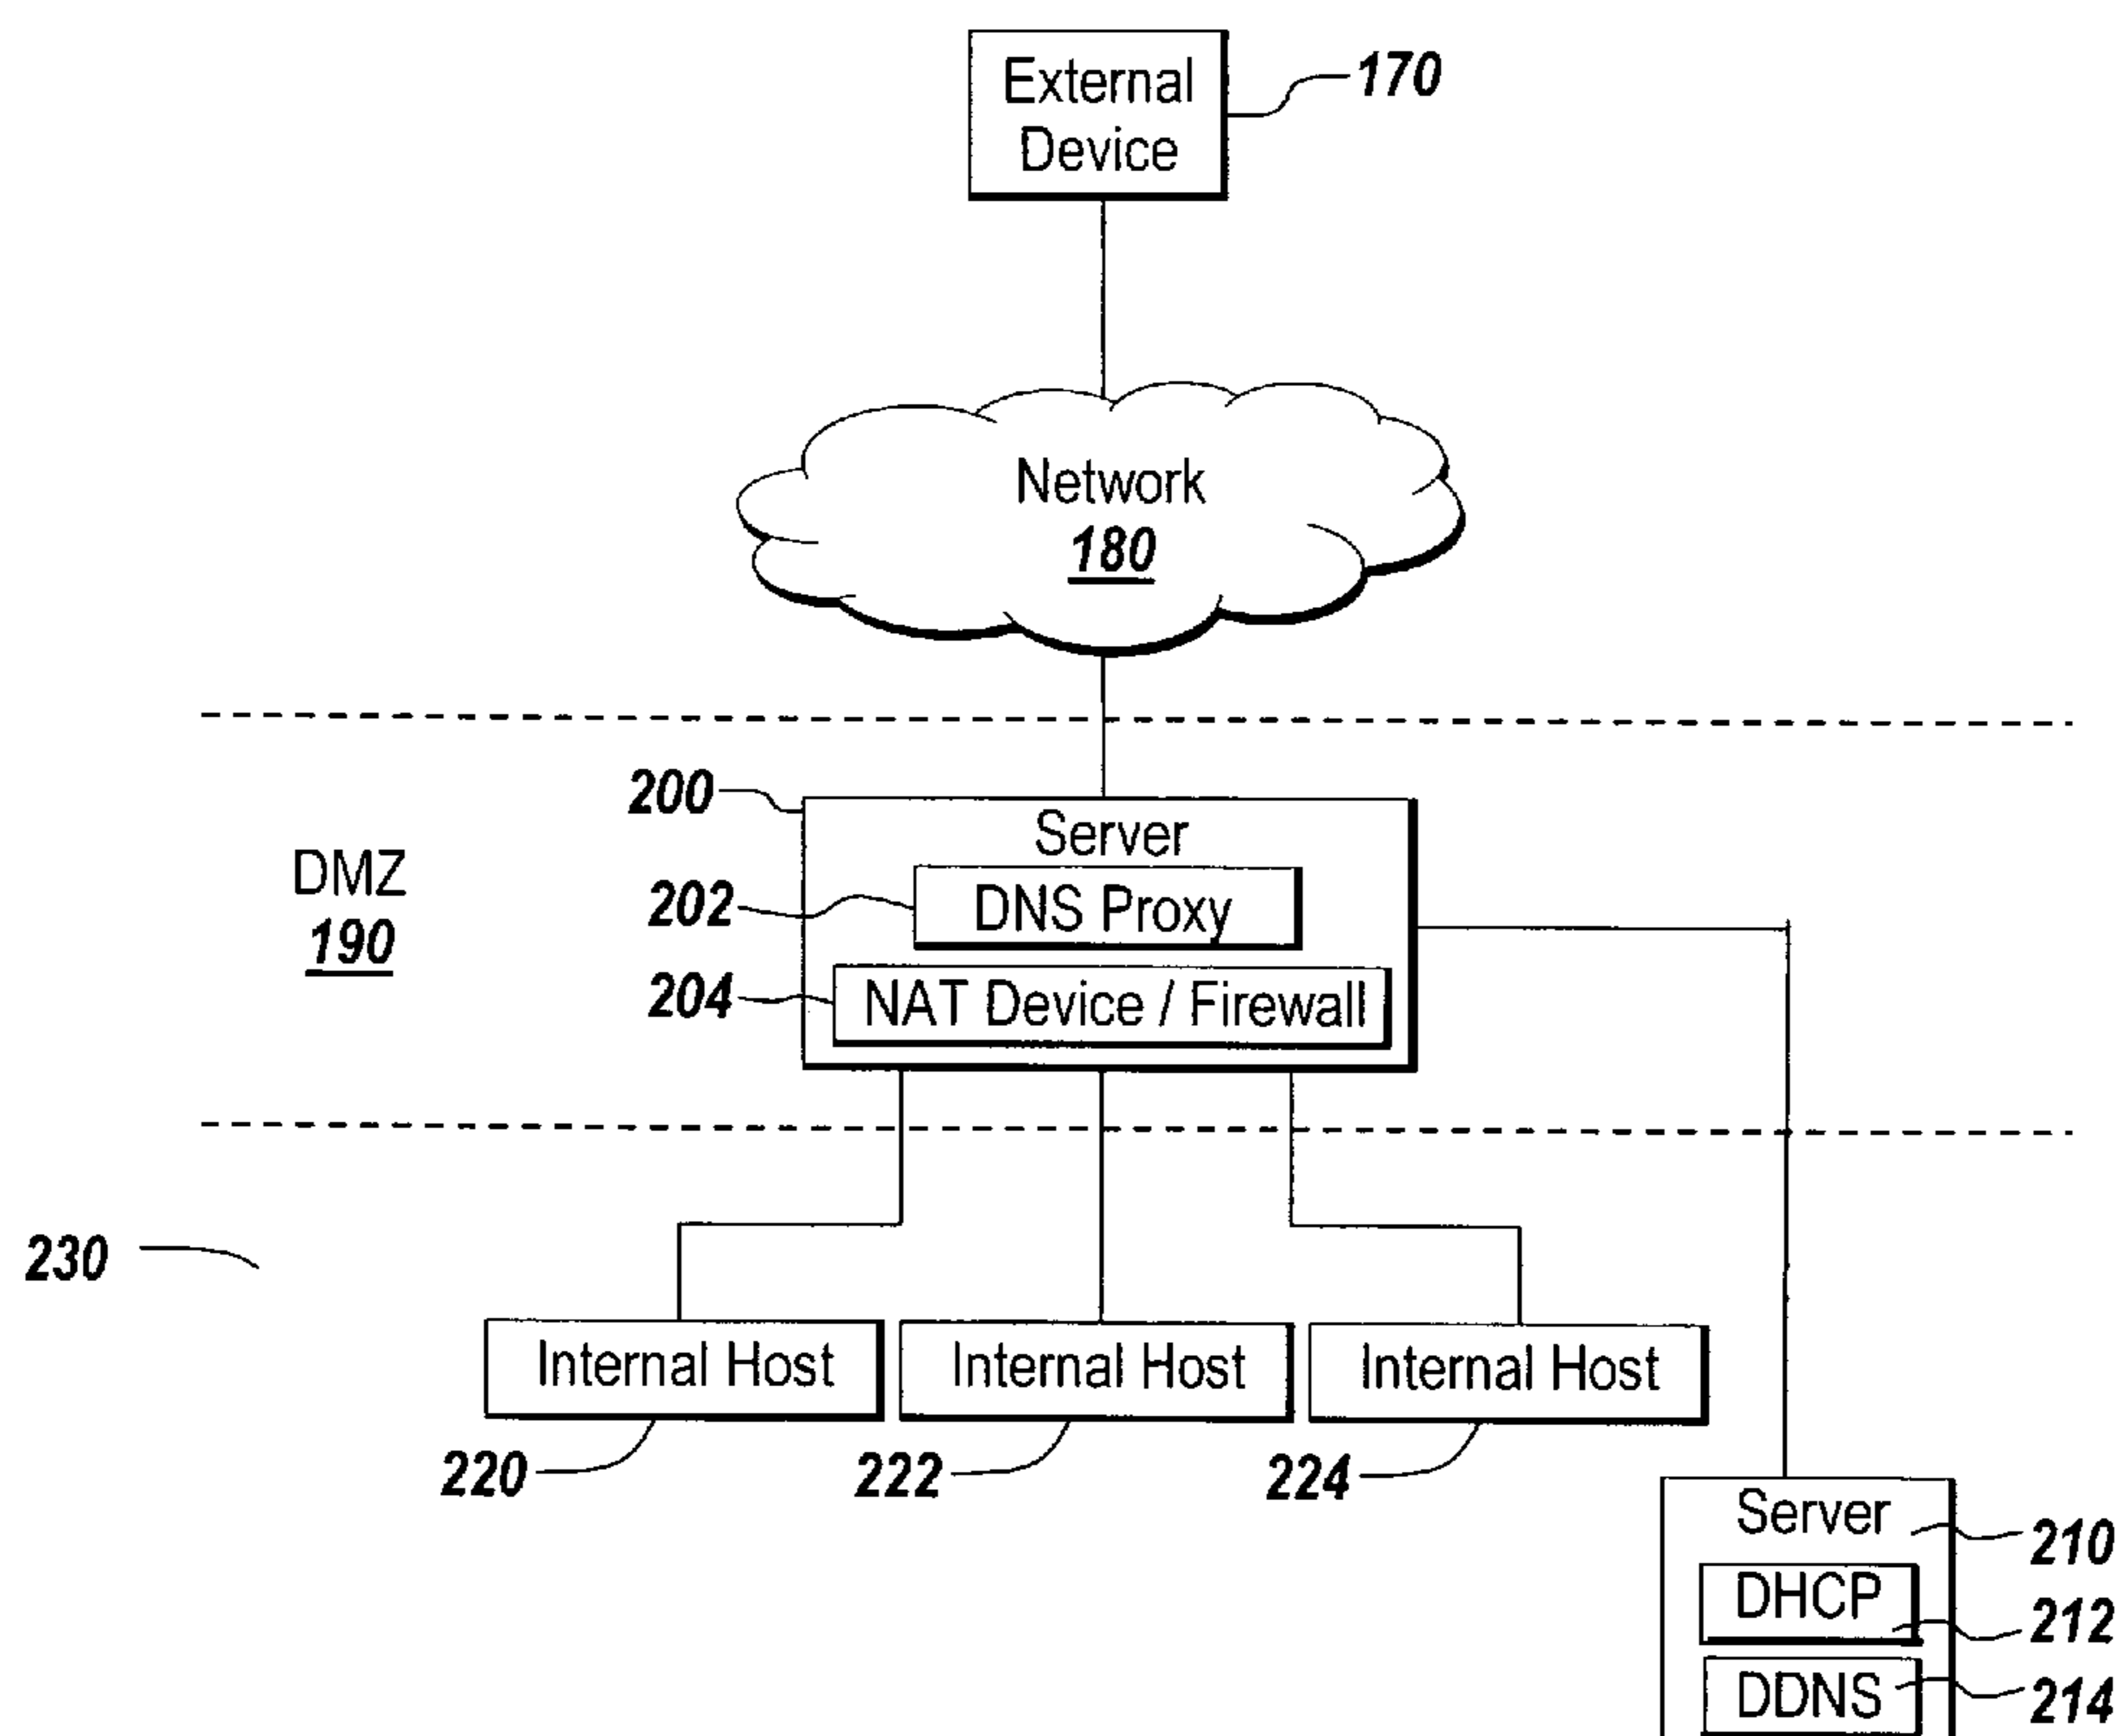 External
Device
170
Network
180
200
Server
DMZ
190
202
DNS Proxy
204
NAT Device / Firewall
230
Internal Host
Internal Host
Internal Host
220
222
224
Server
210
DHCP
212
DDNS
214